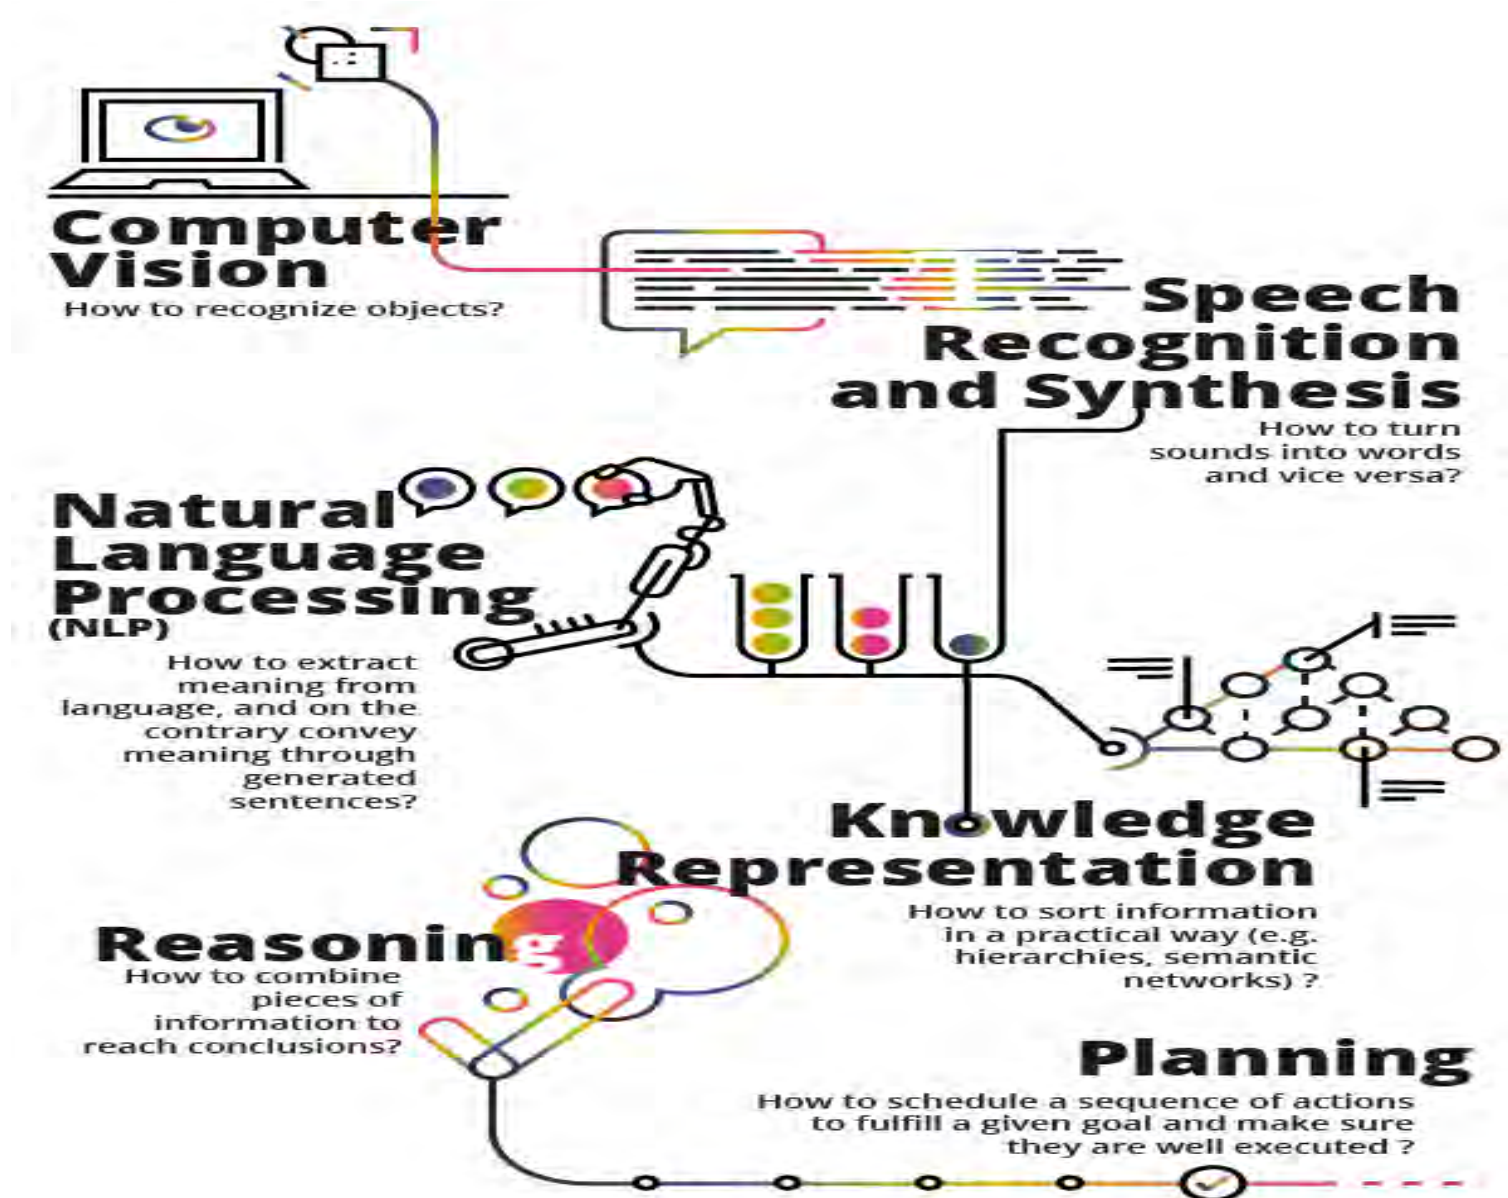 Computer
Vision
How to recognize objects?
Speech
Recognition
and Synthesis
How to turn
sounds into words
and vice versa?
Natural
Language
Processing
(NLP)
How to extract
meaning from
language, and on the
contrary convey
meaning through
generated
sentences?
Knowledge
Representation
How to sort information
in a practical way (e.g.
hierarchies, semantic
networks) ?
Reasoning
How to combine
pieces of
information to
reach conclusions?
Planning
How to schedule a sequence of actions
to fulfill a given goal and make sure
they are well executed ?